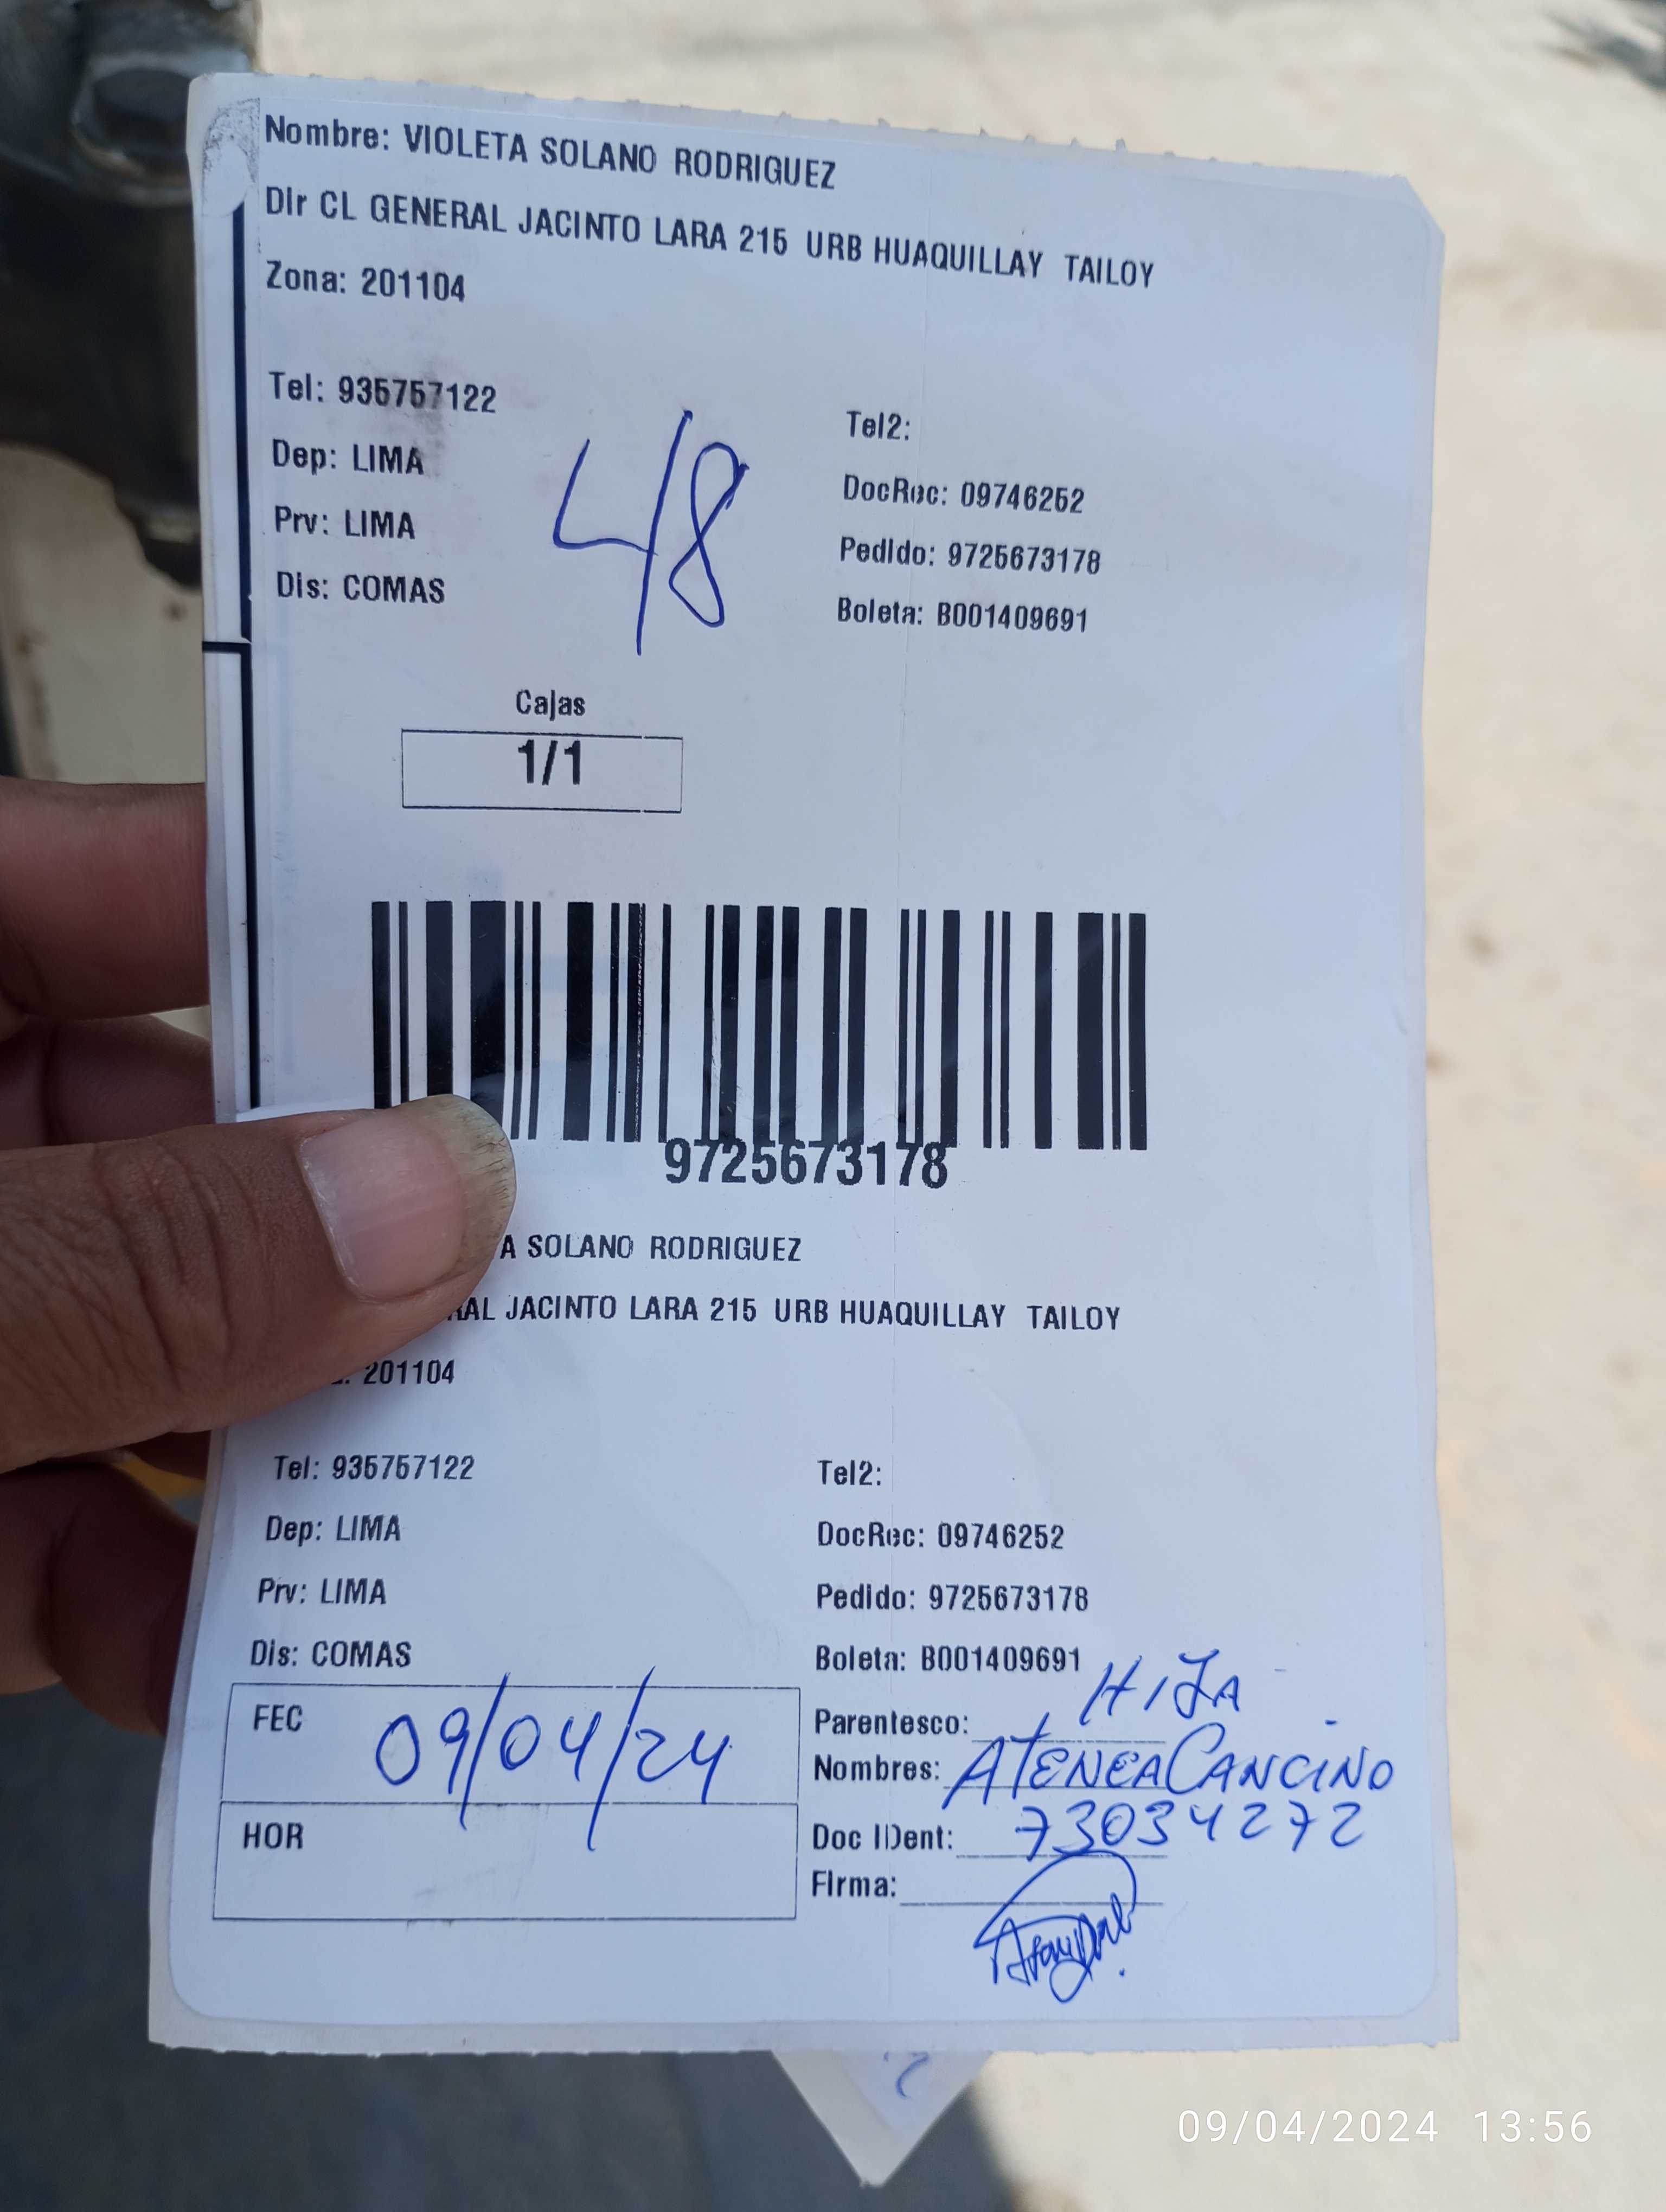 Nombre: VIOLETA SOLANO RODRIGUEZ
Dir CL GENERAL JACINTO LARA 215 URB HUAQUILLAY TAILOY
Zona: 201104
Tel: 935757122
Tel2:
Dep: LIMA
DocRec: 09746252
Prv: LIMA
Pedido: 9725673178
Dis: COMAS
Boleta: B001409691
48
Cajas
1/1
9725673178
A SOLANO RODRIGUEZ
RAL JACINTO LARA 215 URB HUAQUILLAY TAILOY
201104
Tel: 935757122
Tel2:
Dep: LIMA
DocRec: 09746252
Prv: LIMA
Pedido: 9725673178
Dis: COMAS
Boleta: B001409691
FEC 09/04/24
HOR
Parentesco: HIJA
Nombres: ATENEA CANCINO
Doc IDent: 73034272
Firma:
09/04/2024 13:56